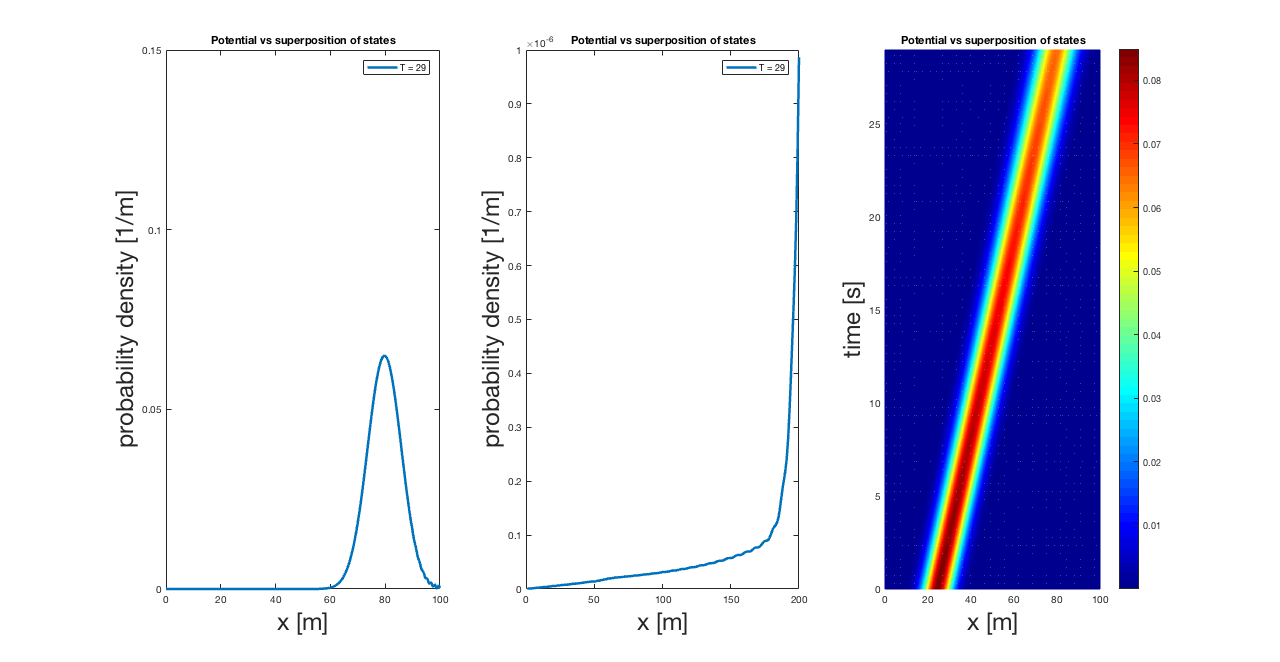 Potential vs superposition of states
0.15
0.1
0.05
0
T = 29
probability density [1/m]
0 20 40 60 80 100
x [m]
×10⁻⁶ Potential vs superposition of states
1
0.9
0.8
0.7
0.6
0.5
0.4
0.3
0.2
0.1
0
T = 29
probability density [1/m]
0 50 100 150 200
x [m]
Potential vs superposition of states
25
20
15
10
5
0
time [s]
0 20 40 60 80 100
x [m]
0.08
0.07
0.06
0.05
0.04
0.03
0.02
0.01